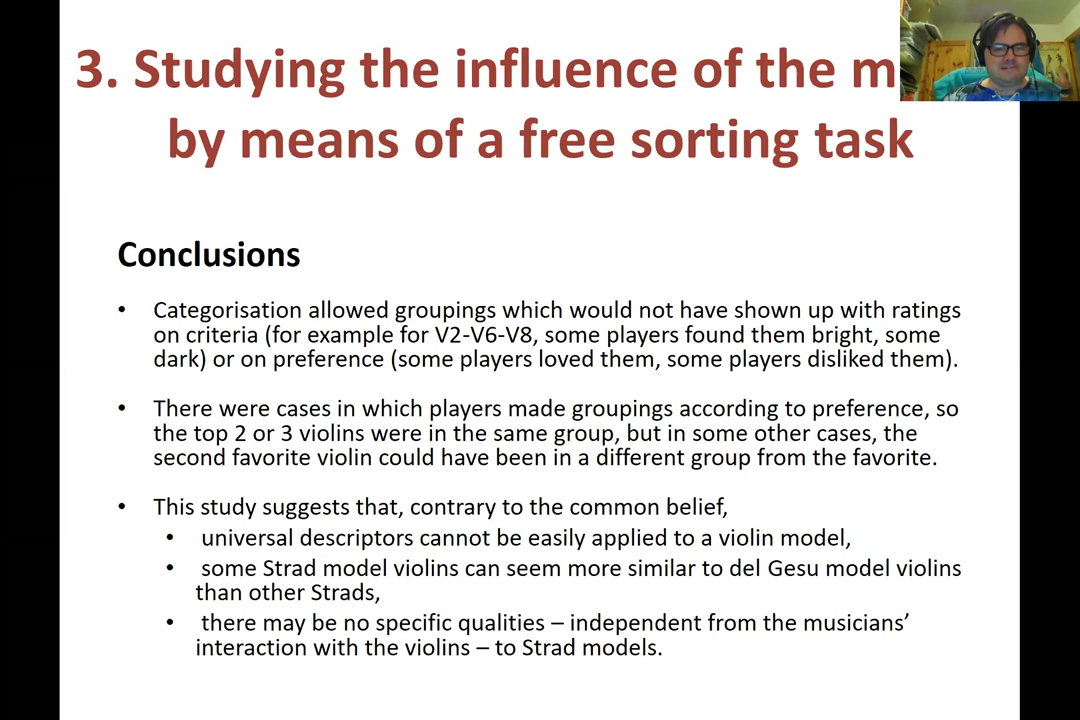 3. Studying the influence of the m
by means of a free sorting task
Conclusions
• Categorisation allowed groupings which would not have shown up with ratings
on criteria (for example for V2-V6-V8, some players found them bright, some
dark) or on preference (some players loved them, some players disliked them).
• There were cases in which players made groupings according to preference, so
the top 2 or 3 violins were in the same group, but in some other cases, the
second favorite violin could have been in a different group from the favorite.
• This study suggests that, contrary to the common belief,
• universal descriptors cannot be easily applied to a violin model,
• some Strad model violins can seem more similar to del Gesu model violins
than other Strads,
• there may be no specific qualities – independent from the musicians’
interaction with the violins – to Strad models.